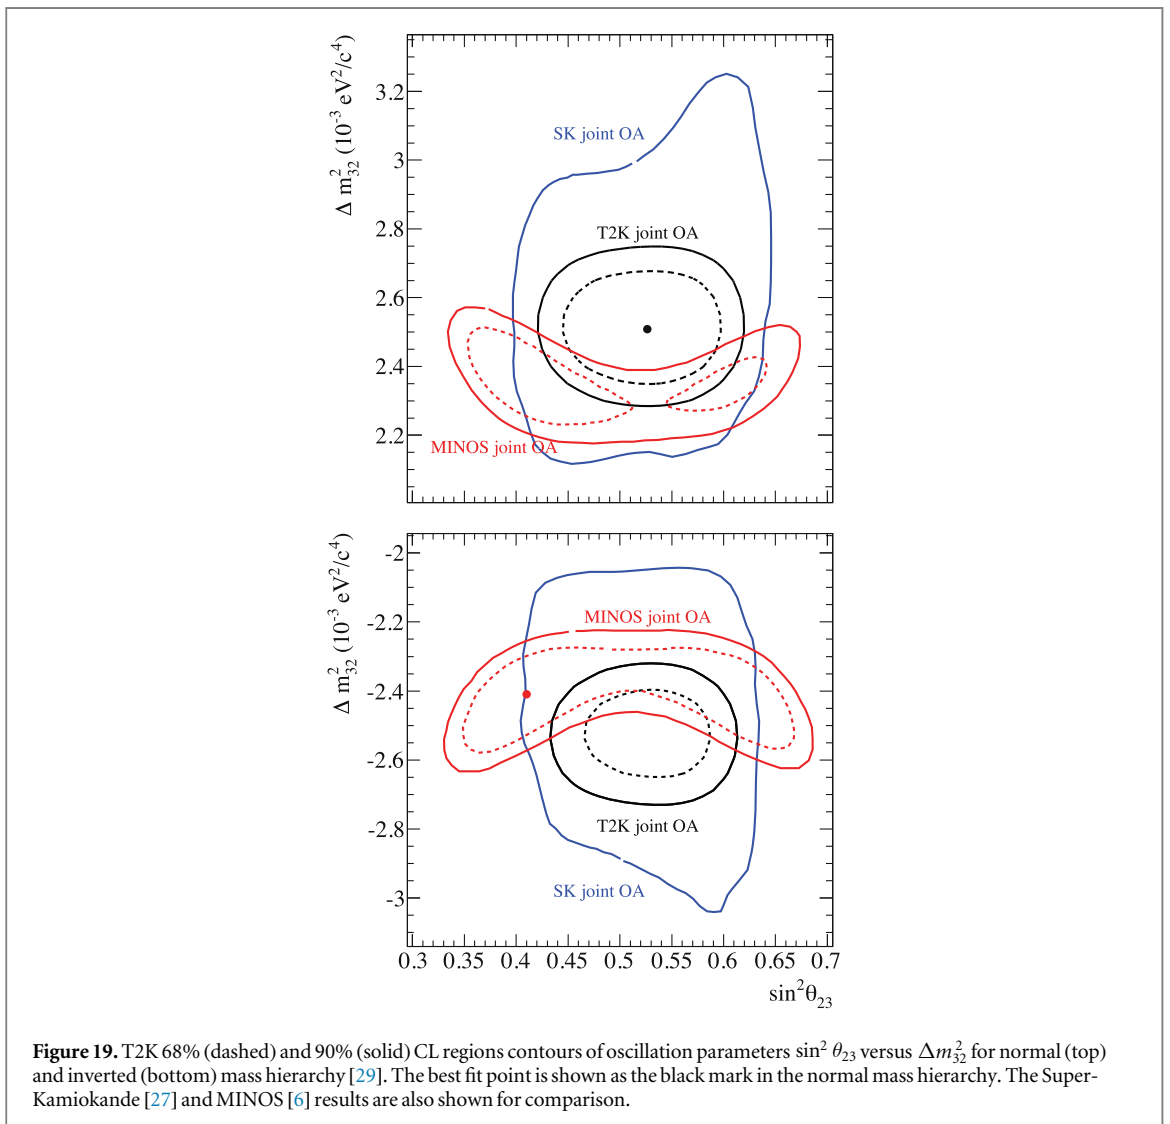 Δ m²₃₂ (10⁻³ eV²/c⁴)
3.2
3
2.8
2.6
2.4
2.2
SK joint OA
T2K joint OA
MINOS joint OA
Δ m²₃₂ (10⁻³ eV²/c⁴)
-2
-2.2
-2.4
-2.6
-2.8
-3
MINOS joint OA
T2K joint OA
SK joint OA
0.3 0.35 0.4 0.45 0.5 0.55 0.6 0.65 0.7
sin²θ₂₃
Figure 19. T2K 68% (dashed) and 90% (solid) CL regions contours of oscillation parameters sin² θ₂₃ versus Δm²₃₂ for normal (top)
and inverted (bottom) mass hierarchy [29]. The best fit point is shown as the black mark in the normal mass hierarchy. The Super-
Kamiokande [27] and MINOS [6] results are also shown for comparison.